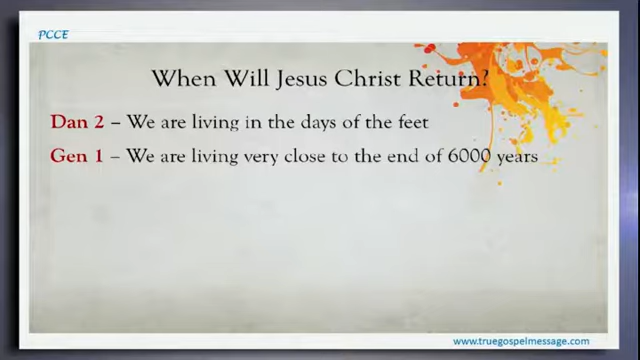 PCCE
When Will Jesus Christ Return?
Dan 2 – We are living in the days of the feet
Gen 1 – We are living very close to the end of 6000 years
www.truegospelmessage.com